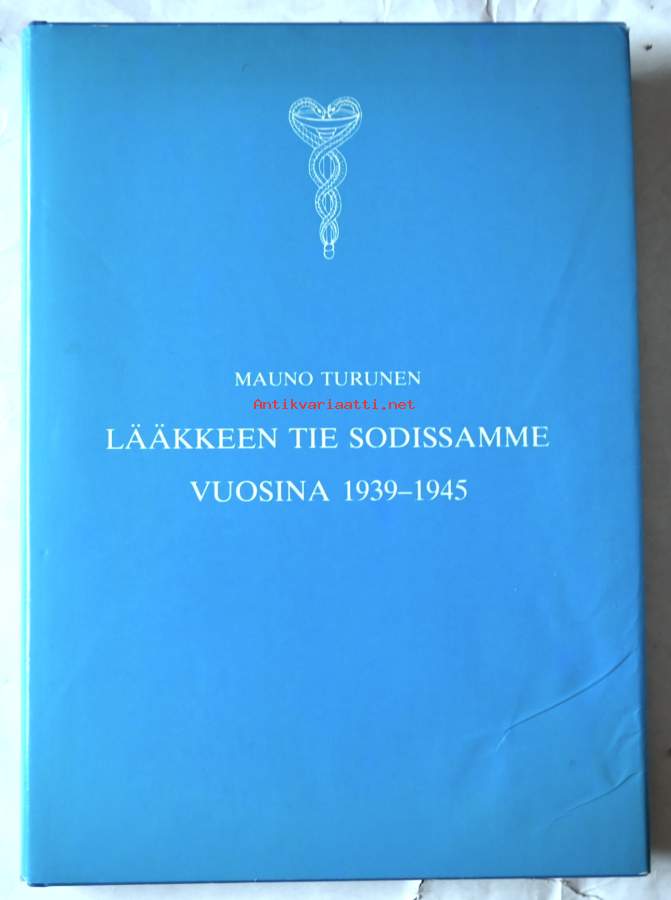 MAUNO TURUNEN
Antikvariaatti.net
LÄÄKKEEN TIE SODISSAMME
VUOSINA 1939–1945